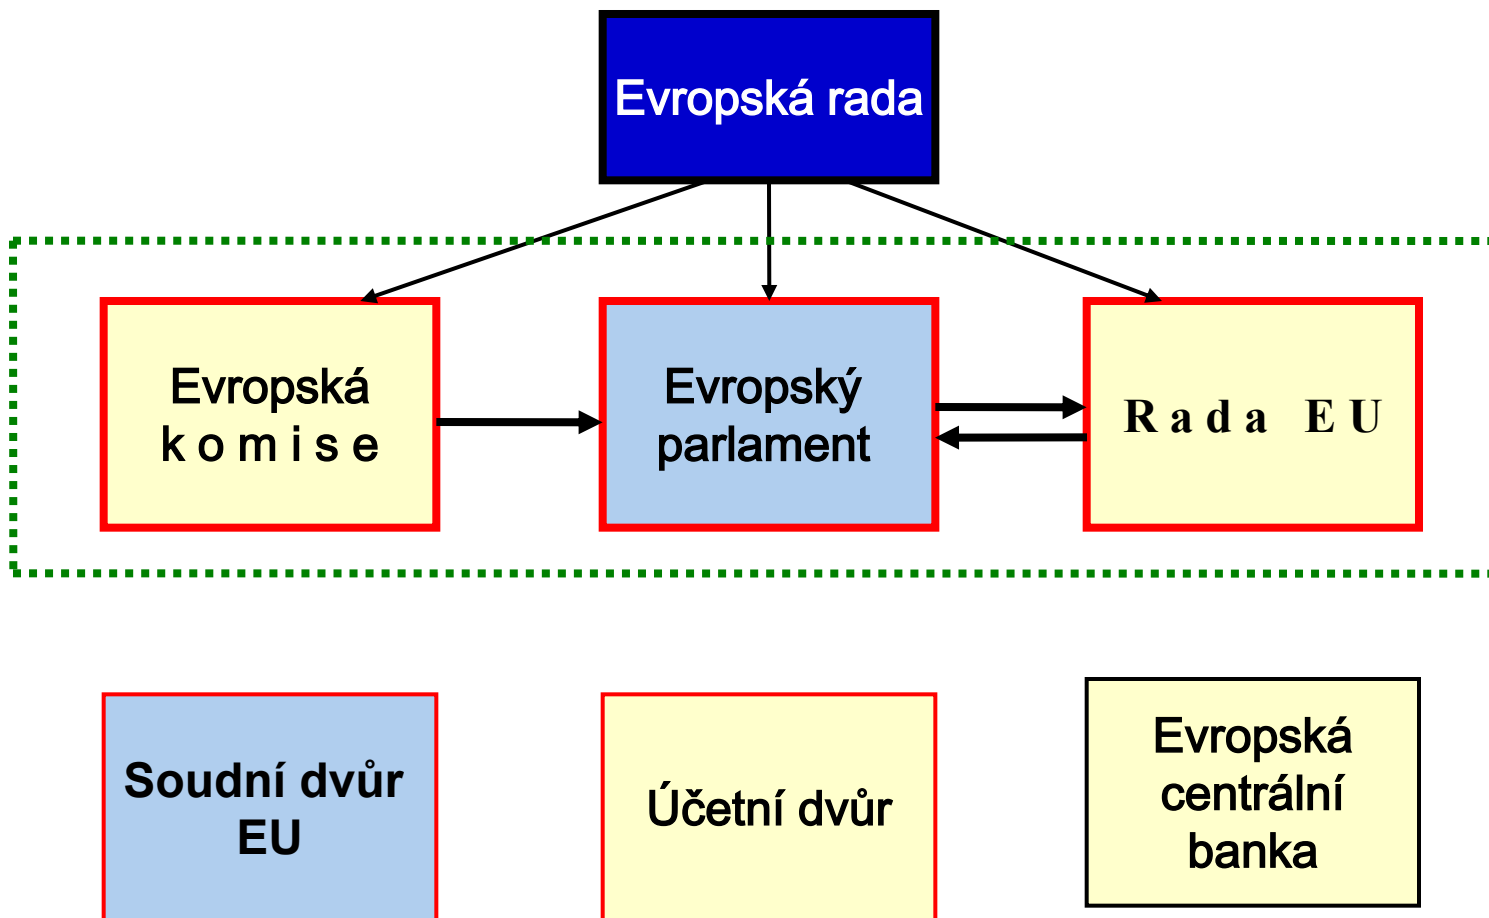 Evropská rada
Evropská
k o m i s e
Evropský
parlament
R a d a E U
Soudní dvůr
EU
Účetní dvůr
Evropská
centrální
banka